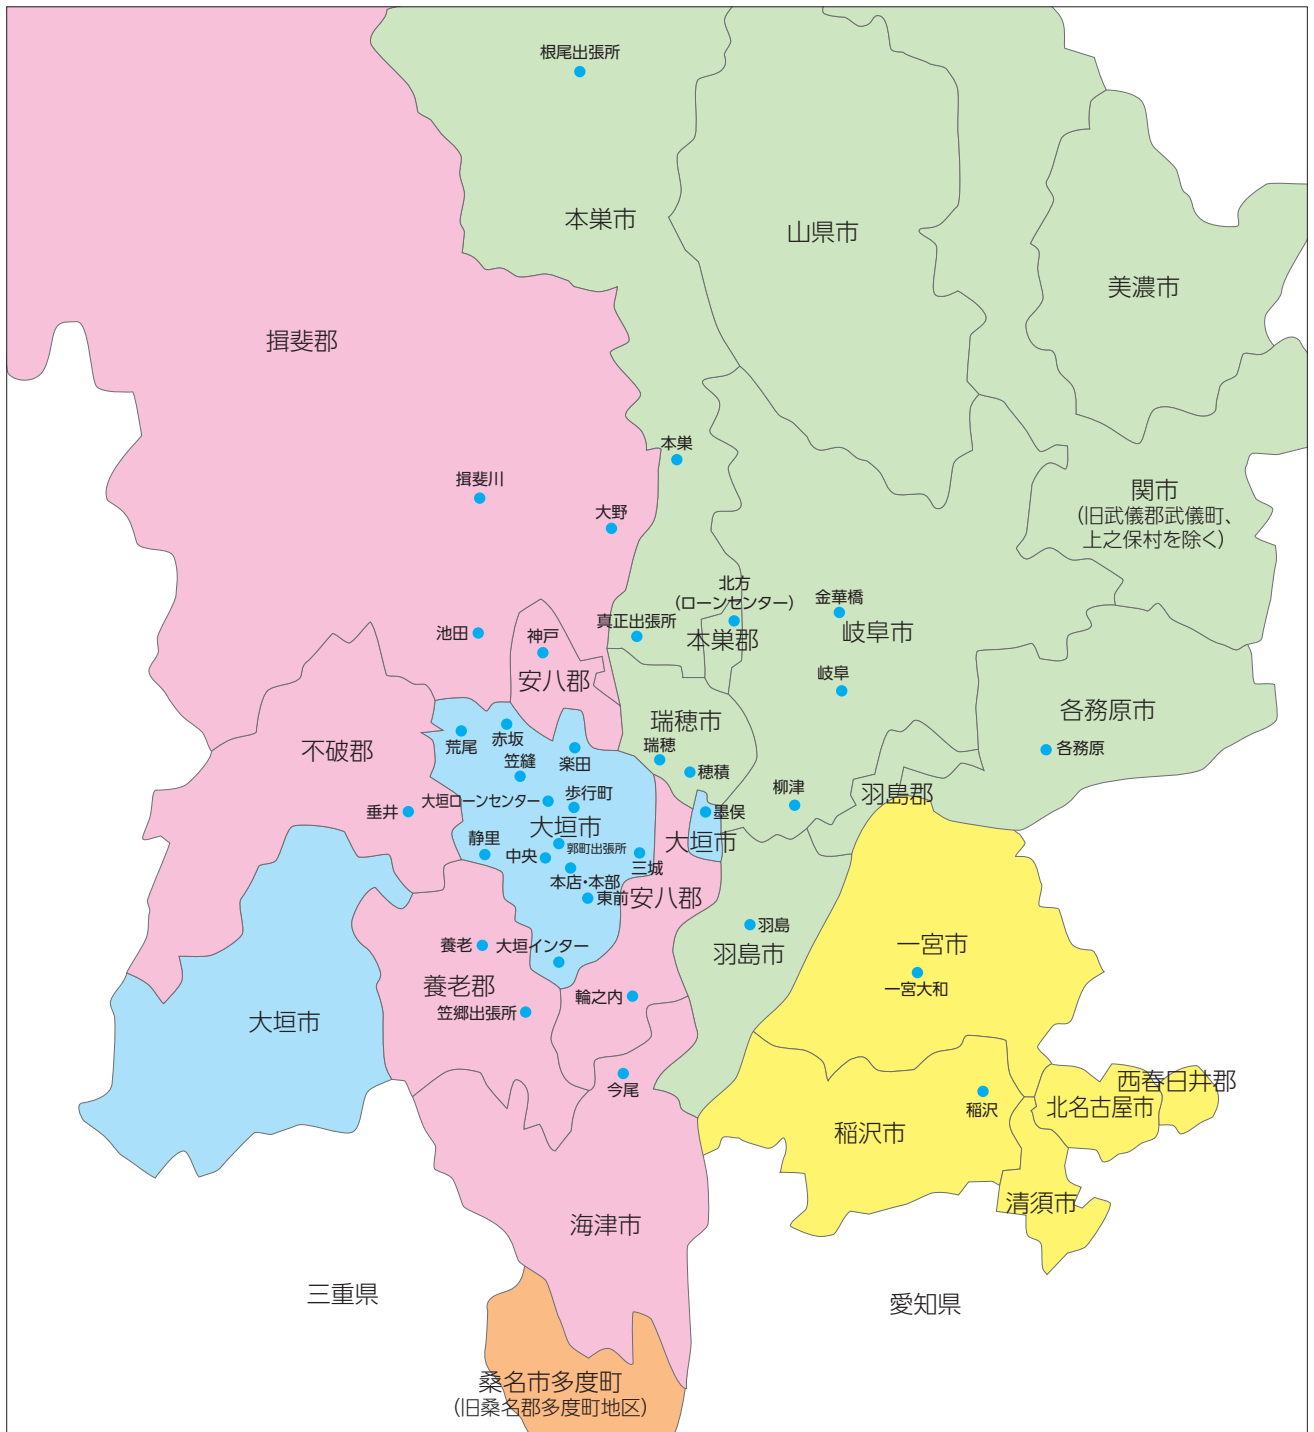 根尾出張所
本巣市
山県市
美濃市
揖斐郡
本巣
揖斐川
大野
関市
(旧武儀郡武儀町、
上之保村を除く)
北方
(ローンセンター)
金華橋
真正出張所
岐阜市
本巣郡
池田
神戸
安八郡
岐阜
各務原市
各務原
瑞穂市
瑞穂
穂積
不破郡
荒尾
赤坂
笠縫
楽田
柳津
羽島郡
大垣ローンセンター
歩行町
垂井
墨俣
大垣市
大垣市
静里
中央
郭町出張所
三城
本店・本部
東前
安八郡
養老
大垣インター
羽島
羽島市
一宮市
一宮大和
養老郡
笠郷出張所
輪之内
大垣市
今尾
稲沢
西春日井郡
北名古屋市
稲沢市
清須市
海津市
三重県
愛知県
桑名市多度町
(旧桑名郡多度町地区)